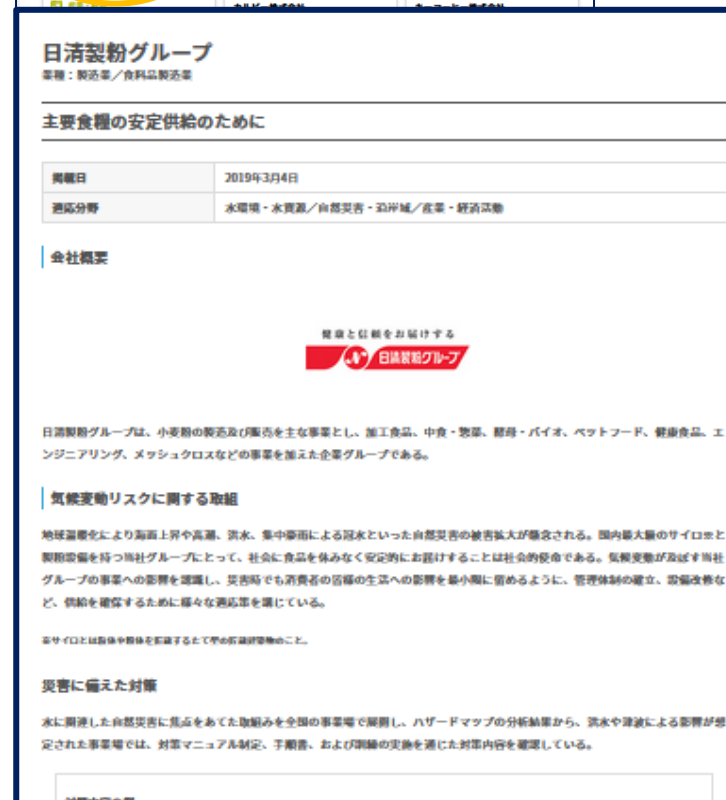 カルビー株式会社
キーコーヒー株式会社
日清製粉グループ
業種：製造業／食料品製造業
主要食糧の安定供給のために
掲載日 2019年3月4日
適応分野 水環境・水資源／自然災害・沿岸域／産業・経済活動
会社概要
健康と信頼をお届けする
日清製粉グループ
日清製粉グループは、小麦粉の製造及び販売を主な事業とし、加工食品、中食・惣菜、酵母・バイオ、ペットフード、健康食品、エ
ンジニアリング、メッシュクロスなどの事業を加えた企業グループである。
気候変動リスクに関する取組
地球温暖化により海面上昇や高潮、洪水、集中豪雨による冠水といった自然災害の被害拡大が懸念される。国内最大級のサイロ※と
製粉設備を持つ当社グループにとって、社会に食品を休みなく安定的にお届けすることは社会的使命である。気候変動が及ぼす当社
グループの事業への影響を認識し、災害時でも消費者の皆様の生活への影響を最小限に留めるように、管理体制の確立、設備改修な
ど、供給を確保するために様々な適応策を講じている。
※サイロとは粉体や粒体を貯蔵するたて型の貯蔵建築物のこと。
災害に備えた対策
水に関連した自然災害に焦点をあてた取組みを全国の事業場で展開し、ハザードマップの分析結果から、洪水や津波による影響が想
定された事業場では、対策マニュアル制定、手順書、および訓練の実施を通じた対策内容を確認している。